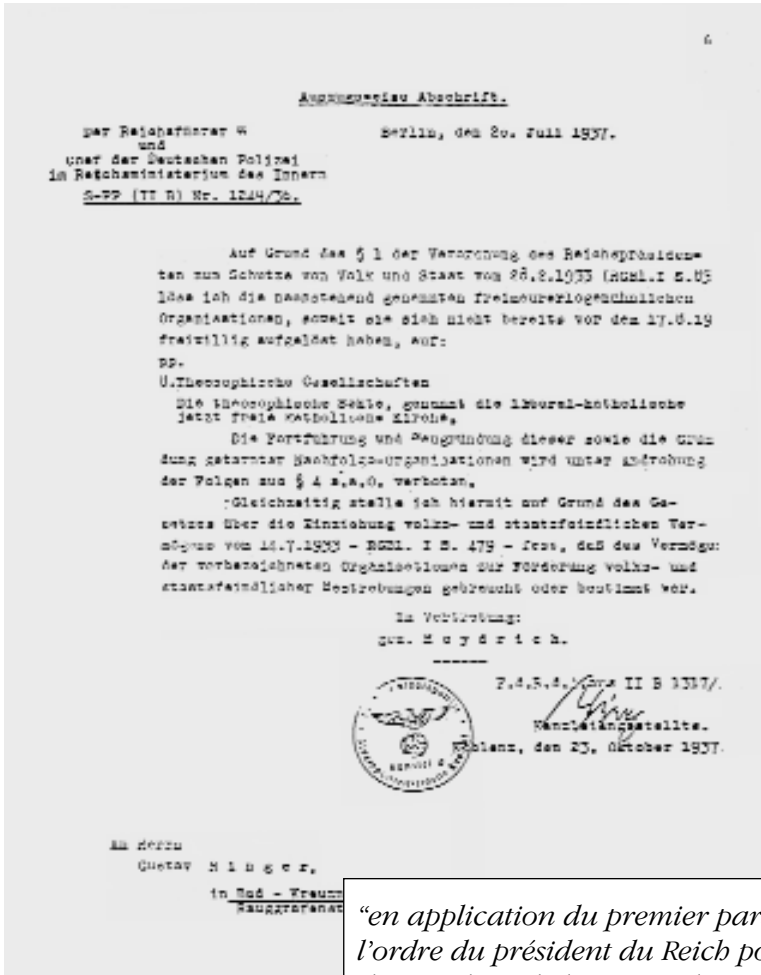 Auszugsweise Abschrift.
Der Reichsführer
und
Chef der Deutschen Polizei
im Reichsministerium des Innern
S-PP (II B) Nr.
Berlin, den 20. Juli 1937.
Auf Grund des § 1 der Verordnung des Reichspräsiden-
ten zum Schutze von Volk und Staat vom 28.2.1933 (RGBl.I S.83
löse ich die nachstehend genannten freimaurerlogenähnlichen
Organisationen, soweit sie sich nicht bereits vor dem
freiwillig aufgelöst haben, auf:
pp.
Theosophische Gesellschaften
Die theosophische Sekte, genannt die liberal-katholische
jetzt freie katholische Kirche.
Die Fortführung und Neugründung dieser sowie die Grün
dung getarnter Nachfolge-Organisationen wird unter Androhung
der Folgen aus § 4 a.a.O. verboten.
Gleichzeitig stelle ich hiermit auf Grund des Ge-
setzes über die Einziehung volks- und staatsfeindlichen Ver-
mögens vom 14.7.1933 - RGBl. I S. 479 - fest, daß das Vermögen
der vorbezeichneten Organisationen zur Förderung volks- und
staatsfeindlicher Bestrebungen gebraucht oder bestimmt war.
In Vertretung:
gez. H e y d r i c h.
II B 1317/.
Kanzleiangestellte.
Koblenz, den 23. Oktober 1937.
An Herrn
Gustav
in Bad -
“en application du premier par
l’ordre du président du Reich po